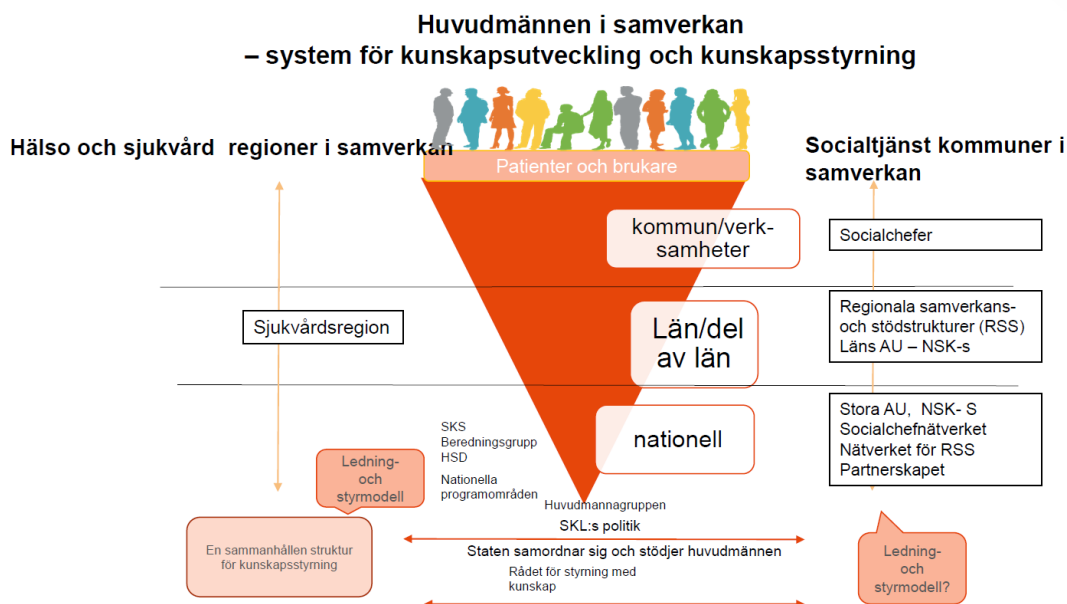 Huvudmännen i samverkan
– system för kunskapsutveckling och kunskapsstyrning
Hälso och sjukvård regioner i samverkan
Patienter och brukare
Socialtjänst kommuner i
samverkan
kommun/verk-
samheter
Socialchefer
Sjukvårdsregion
Län/del
av län
Regionala samverkans-
och stödstrukturer (RSS)
Läns AU – NSK-s
SKS
Beredningsgrupp
HSD
Nationella
programområden
nationell
Stora AU, NSK- S
Socialchefnätverket
Nätverket för RSS
Partnerskapet
Ledning-
och
styrmodell
Huvudmannagruppen
SKL:s politik
En sammanhållen struktur
för kunskapsstyrning
Staten samordnar sig och stödjer huvudmännen
Rådet för styrning med
kunskap
Ledning-
och
styrmodell?